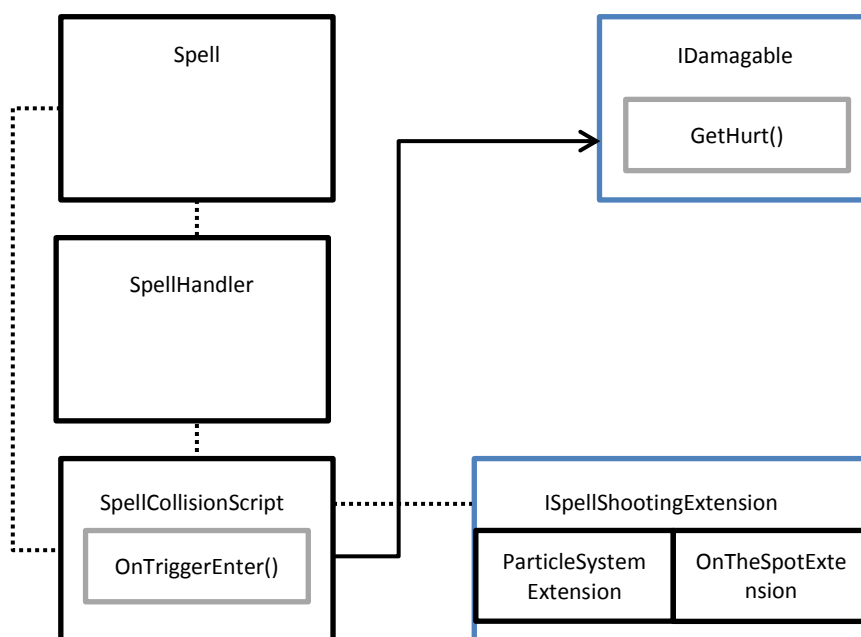 Spell
IDamagable
GetHurt()
SpellHandler
SpellCollisionScript
OnTriggerEnter()
ISpellShootingExtension
ParticleSystem
Extension
OnTheSpotExte
nsion